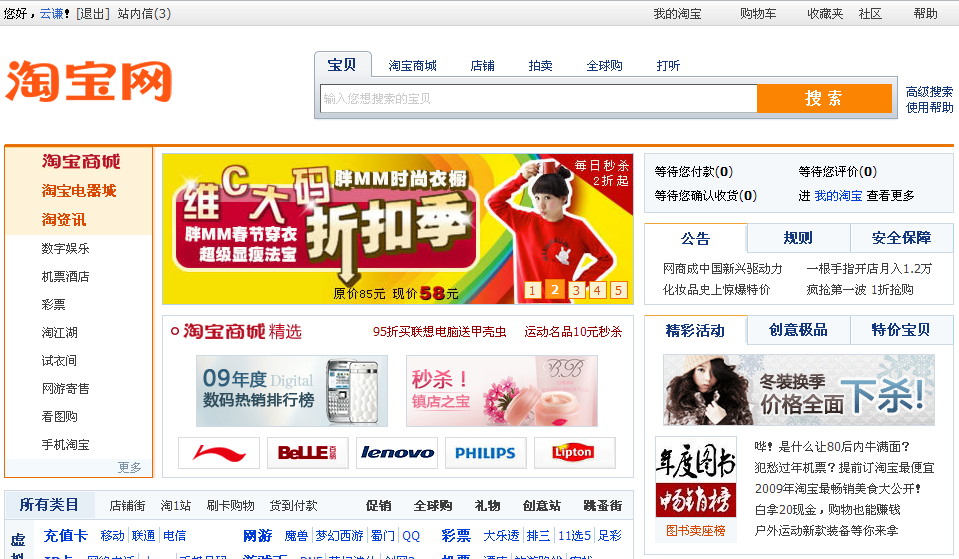 您好，云谦！ [退出] 站内信(3)
我的淘宝 购物车 收藏夹 社区 帮助
淘宝网
宝贝 淘宝商城 店铺 拍卖 全球购 打听
输入您想搜索的宝贝 搜索
高级搜索
使用帮助
淘宝商城
淘宝电器城
淘资讯
数字娱乐
机票酒店
彩票
淘江湖
试衣间
网游寄售
看图购
手机淘宝
更多
每日秒杀
2折起
维C大码
胖MM时尚衣橱
折扣季
胖MM春节穿衣
超级显瘦法宝
原价85元 现价58元
1 2 3 4 5
淘宝商城精选 95折买联想电脑送甲壳虫 运动名品10元秒杀
09年度 Digital
数码热销排行榜
秒杀！
镇店之宝
BB
BeLLE 百丽 lenovo PHILIPS Lipton
等待您付款(0) 等待您评价(0)
等待您确认收货(0) 进 我的淘宝 查看更多
公告 规则 安全保障
网商成中国新兴驱动力 一根手指开店月入1.2万
化妆品史上惊爆特价 疯抢第一波 1折抢购
精彩活动 创意极品 特价宝贝
冬装换季
价格全面下杀!
年度图书
畅销榜
图书卖座榜
哗！是什么让80后内牛满面？
犯愁过年机票？提前订淘宝最便宜
2009年淘宝最畅销美食大公开！
白拿20现金，购物也能赚钱
户外运动新款装备等你来拿
所有类目 店铺街 淘1站 刷卡购物 货到付款 促销 全球购 礼物 创意站 跳蚤街
虚
充值卡 移动 联通 电信 网游 魔兽 梦幻西游 蜀门 QQ 彩票 大乐透 排三 11选5 足彩